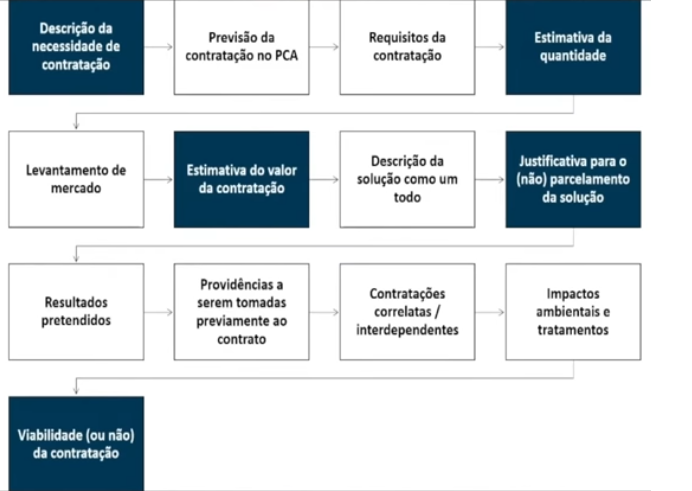 Descrição da
necessidade de
contratação
Previsão da
contratação no PCA
Requisitos da
contratação
Estimativa da
quantidade
Levantamento de
mercado
Estimativa do valor
da contratação
Descrição da
solução como um
todo
Justificativa para o
(não) parcelamento
da solução
Resultados
pretendidos
Providências a
serem tomadas
previamente ao
contrato
Contratações
correlatas /
interdependentes
Impactos
ambientais e
tratamentos
Viabilidade (ou não)
da contratação